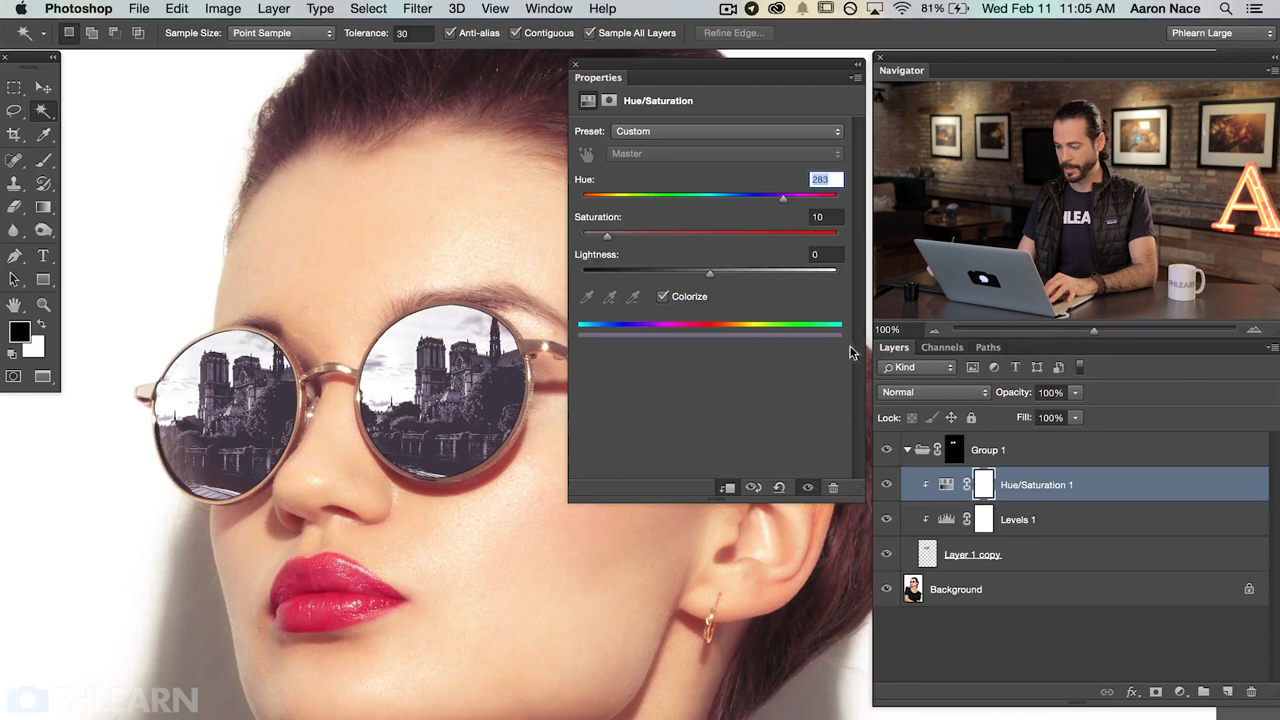 Photoshop File Edit Image Layer Type Select Filter 3D View Window Help 81% Wed Feb 11 11:05 AM Aaron Nace
Sample Size: Point Sample Tolerance: 30 Anti-alias Contiguous Sample All Layers Refine Edge... Phlearn Large
Properties
Hue/Saturation
Preset: Custom
Master
Hue: 283
Saturation: 10
Lightness: 0
Colorize
Navigator
PHLEARN
A
100%
Layers Channels Paths
Kind
Normal Opacity: 100%
Lock: Fill: 100%
Group 1
Hue/Saturation 1
Levels 1
Layer 1 copy
Background
PHLEARN